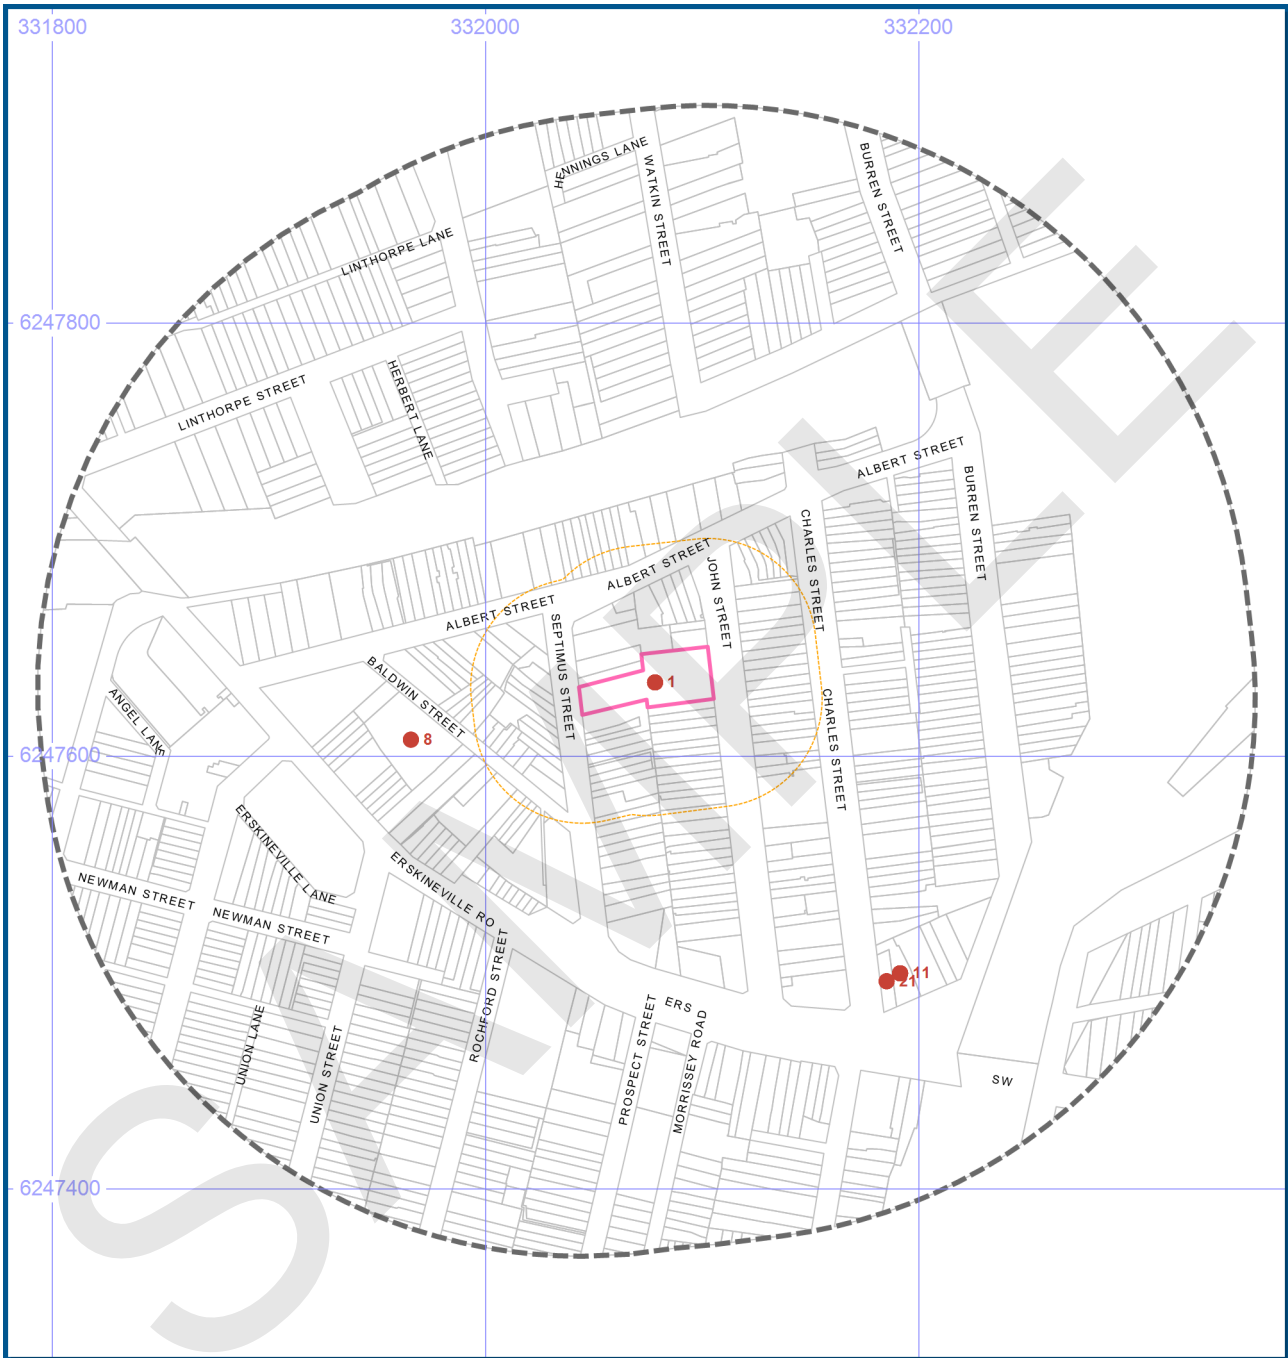 331800
332000
332200
HENNINGS LANE
WATKIN STREET
BURREN STREET
LINTHORPE LANE
6247800
HERBERT LANE
LINTHORPE STREET
ALBERT STREET
BURREN STREET
CHARLES STREET
ALBERT STREET
JOHN STREET
ALBERT STREET
SEPTIMUS STREET
BALDWIN STREET
1
ANGEL LANE
CHARLES STREET
8
6247600
ERSKINEVILLE LANE
ERSKINEVILLE RO
NEWMAN STREET
NEWMAN STREET
ROCHFORD STREET
11
21
ERS
PROSPECT STREET
MORRISSEY ROAD
UNION LANE
UNION STREET
SW
6247400
SAMPLE